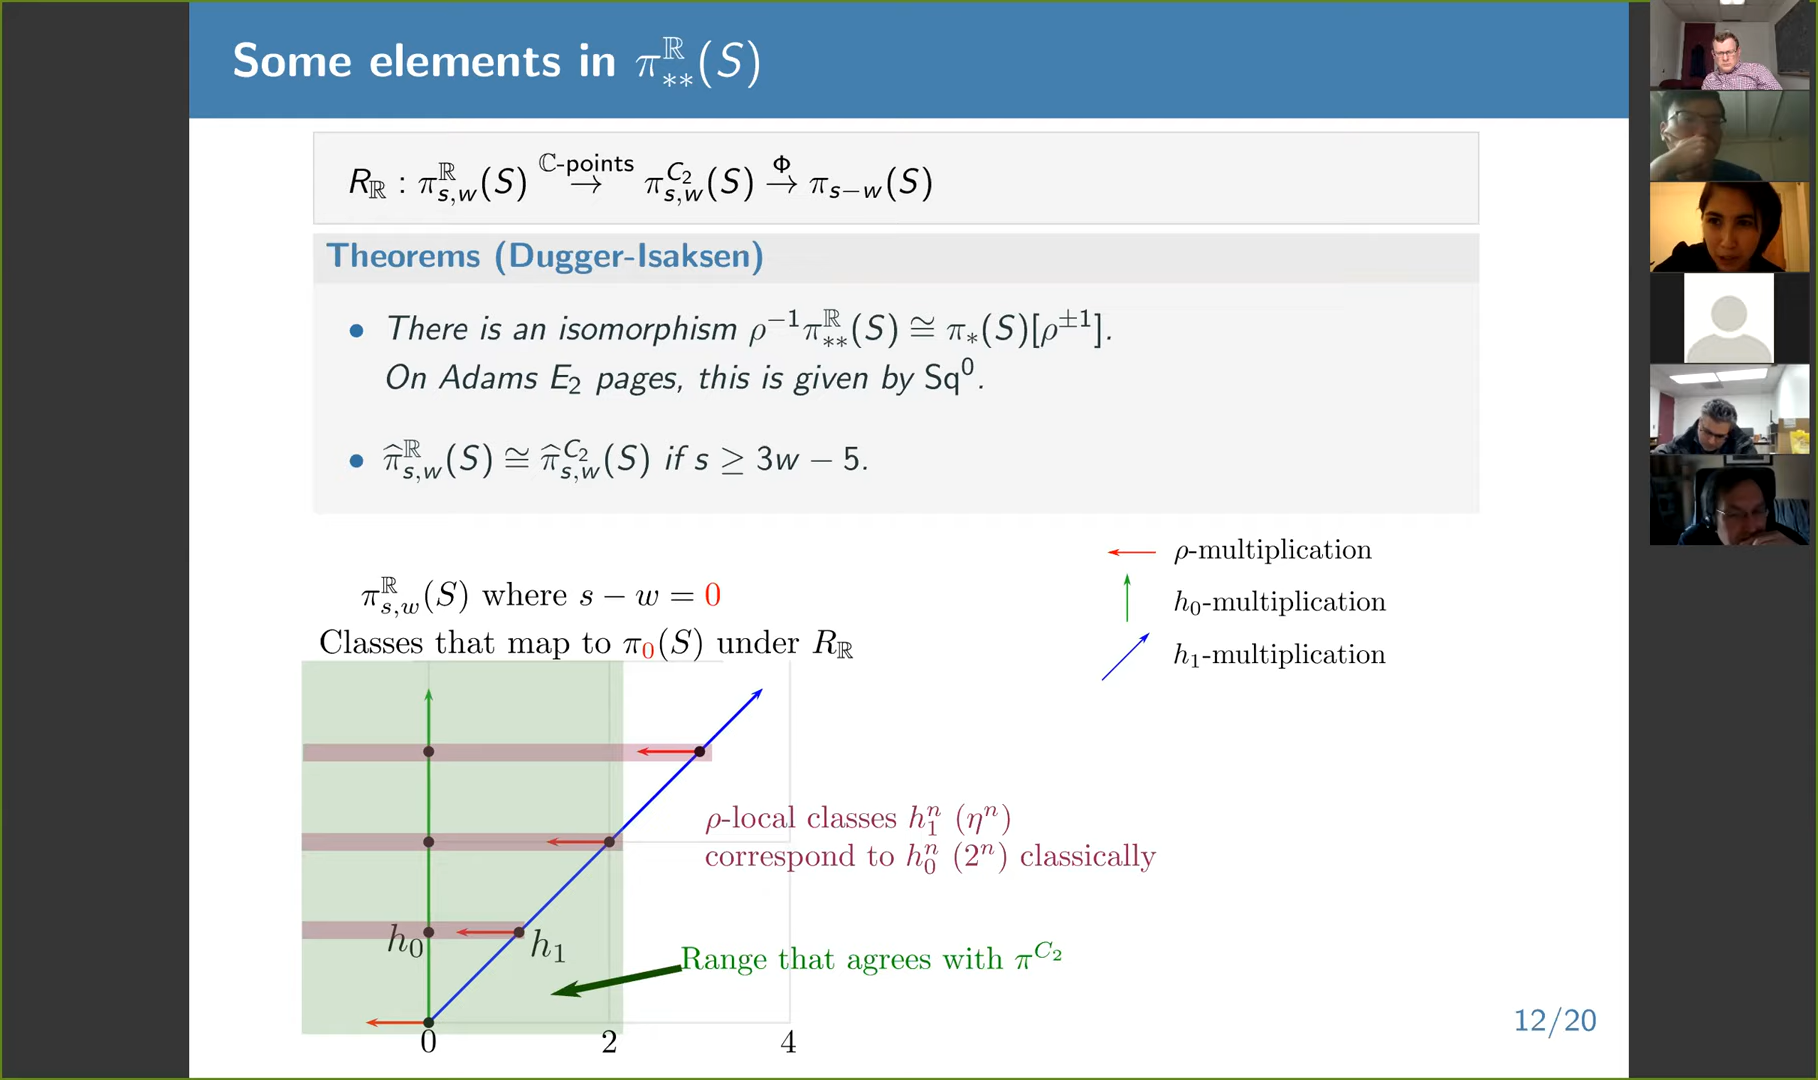 Some elements in π^ℝ_**(S)
R_ℝ : π^ℝ_{s,w}(S) ℂ-points → π^{C_2}_{s,w}(S) Φ → π_{s−w}(S)
Theorems (Dugger-Isaksen)
• There is an isomorphism ρ^{−1}π^ℝ_**(S) ≅ π_*(S)[ρ^{±1}].
On Adams E_2 pages, this is given by Sq^0.
• π̂^ℝ_{s,w}(S) ≅ π̂^{C_2}_{s,w}(S) if s ≥ 3w − 5.
ρ-multiplication
h_0-multiplication
h_1-multiplication
π^ℝ_{s,w}(S) where s − w = 0
Classes that map to π_0(S) under R_ℝ
ρ-local classes h_1^n (η^n)
correspond to h_0^n (2^n) classically
h_0 h_1
Range that agrees with π^{C_2}
0 2 4
12/20